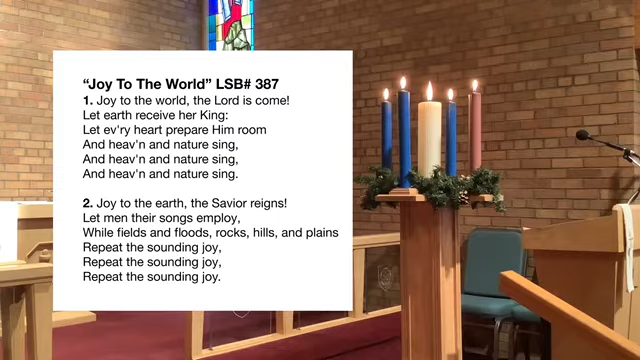 “Joy To The World” LSB# 387
1. Joy to the world, the Lord is come!
Let earth receive her King:
Let ev'ry heart prepare Him room
And heav'n and nature sing,
And heav'n and nature sing,
And heav'n and nature sing.
2. Joy to the earth, the Savior reigns!
Let men their songs employ,
While fields and floods, rocks, hills, and plains
Repeat the sounding joy,
Repeat the sounding joy,
Repeat the sounding joy.